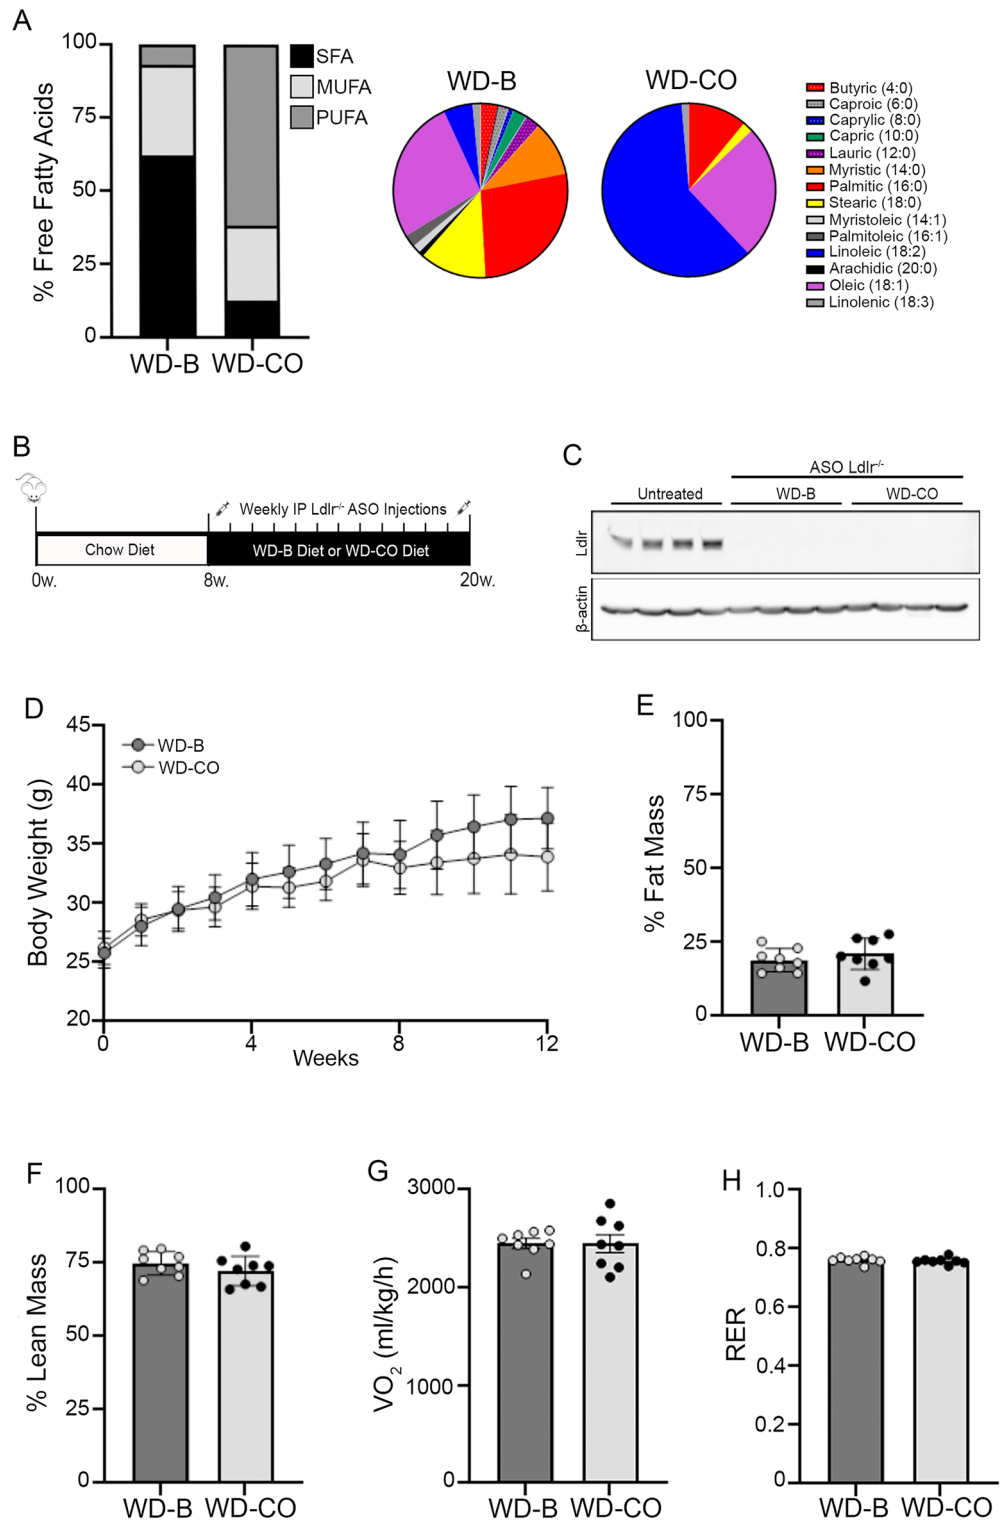 A
% Free Fatty Acids
100
75
50
25
0
WD-B WD-CO
SFA
MUFA
PUFA
WD-B
WD-CO
Butyric (4:0)
Caproic (6:0)
Caprylic (8:0)
Capric (10:0)
Lauric (12:0)
Myristic (14:0)
Palmitic (16:0)
Stearic (18:0)
Myristoleic (14:1)
Palmitoleic (16:1)
Linoleic (18:2)
Arachidic (20:0)
Oleic (18:1)
Linolenic (18:3)
B
Weekly IP Ldlr-/- ASO Injections
Chow Diet
WD-B Diet or WD-CO Diet
0w.
8w.
20w.
C
ASO Ldlr-/-
Untreated
WD-B
WD-CO
Ldlr
β-actin
D
Body Weight (g)
45
40
35
30
25
20
WD-B
WD-CO
0
4
8
12
Weeks
E
% Fat Mass
100
75
50
25
0
WD-B WD-CO
F
% Lean Mass
100
75
50
25
0
WD-B WD-CO
G
VO2 (ml/kg/h)
3000
2000
1000
0
WD-B WD-CO
H
RER
1.0
0.8
0.6
0.4
0.2
0
WD-B WD-CO